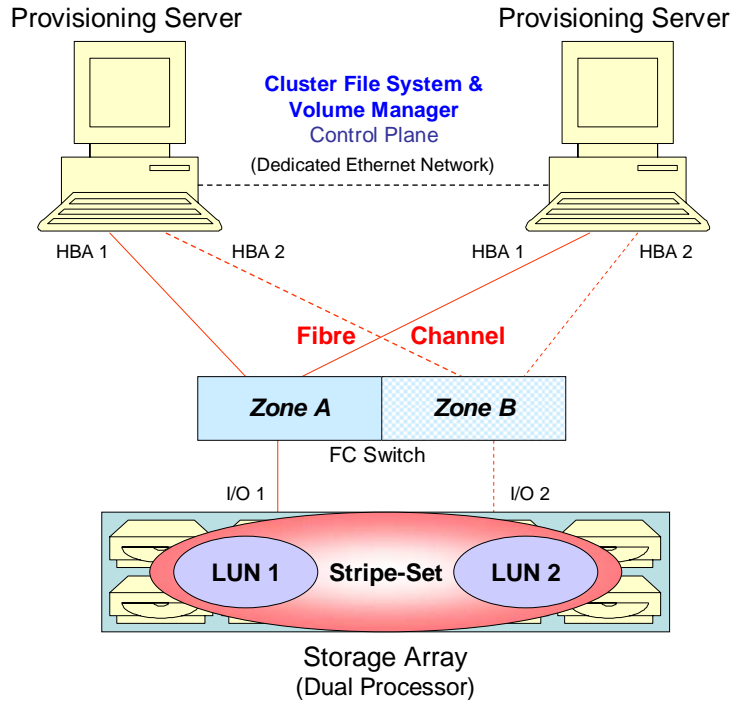 Provisioning Server
Provisioning Server
Cluster File System &
Volume Manager
Control Plane
(Dedicated Ethernet Network)
HBA 1
HBA 2
HBA 1
HBA 2
Fibre
Channel
Zone A
Zone B
FC Switch
I/O 1
I/O 2
LUN 1
Stripe-Set
LUN 2
Storage Array
(Dual Processor)